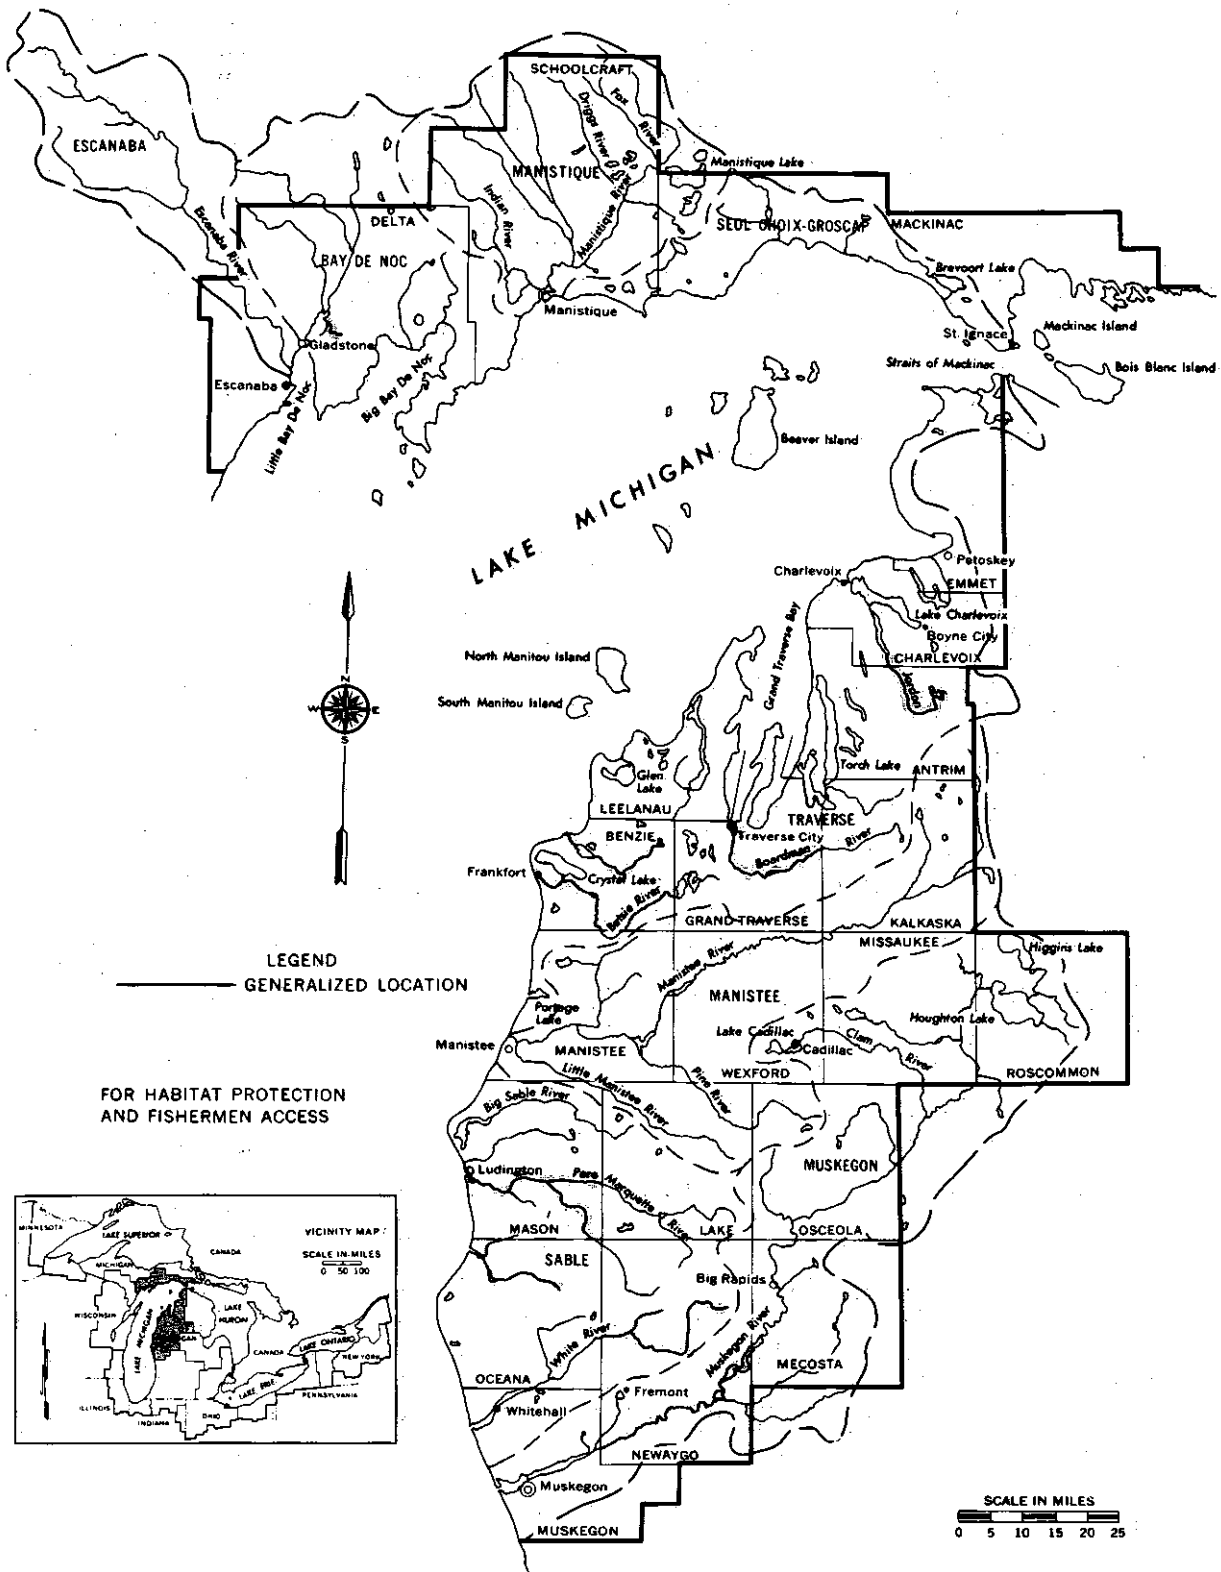 SCHOOLCRAFT
Fox
River
Driggs River
ESCANABA
MANISTIQUE
Manistique Lake
Indian River
Manistique River
Escanaba River
DELTA
SEUL CHOIX-GROSCAP
MACKINAC
BAY DE NOC
Brevoort Lake
Manistique
Mackinac Island
St. Ignace
Gladstone
Straits of Mackinac
Bois Blanc Island
Escanaba
Little Bay De Noc
Big Bay De Noc
Beaver Island
LAKE MICHIGAN
Petoskey
Charlevoix
EMMET
Lake Charlevoix
Boyne City
Grand Traverse Bay
North Manitou Island
CHARLEVOIX
Jordon
South Manitou Island
N
W E
S
Torch Lake
ANTRIM
Glen
Lake
LEELANAU
TRAVERSE
BENZIE
Traverse City
Boardman River
Frankfort
Crystal Lake
Betsie River
GRAND TRAVERSE
KALKASKA
MISSAUKEE
Higgins Lake
LEGEND
GENERALIZED LOCATION
Manistee River
MANISTEE
Portage
Lake
Houghton Lake
Lake Cadillac
Clam
River
Manistee
MANISTEE
Cadillac
WEXFORD
ROSCOMMON
Little Manistee River
Pine River
FOR HABITAT PROTECTION
AND FISHERMEN ACCESS
Big Sable River
MUSKEGON
Ludington
Pere Marquette
River
MASON
LAKE
OSCEOLA
SABLE
Big Rapids
White River
Muskegon River
MECOSTA
OCEANA
Fremont
Whitehall
NEWAYGO
Muskegon
MUSKEGON
VICINITY MAP
SCALE IN MILES
0 50 100
MINNESOTA
LAKE SUPERIOR
CANADA
MICHIGAN
WISCONSIN
LAKE
HURON
LAKE MICHIGAN
CANADA
LAKE ONTARIO
NEW YORK
LAKE ERIE
PENNSYLVANIA
ILLINOIS
INDIANA
OHIO
SCALE IN MILES
0 5 10 15 20 25